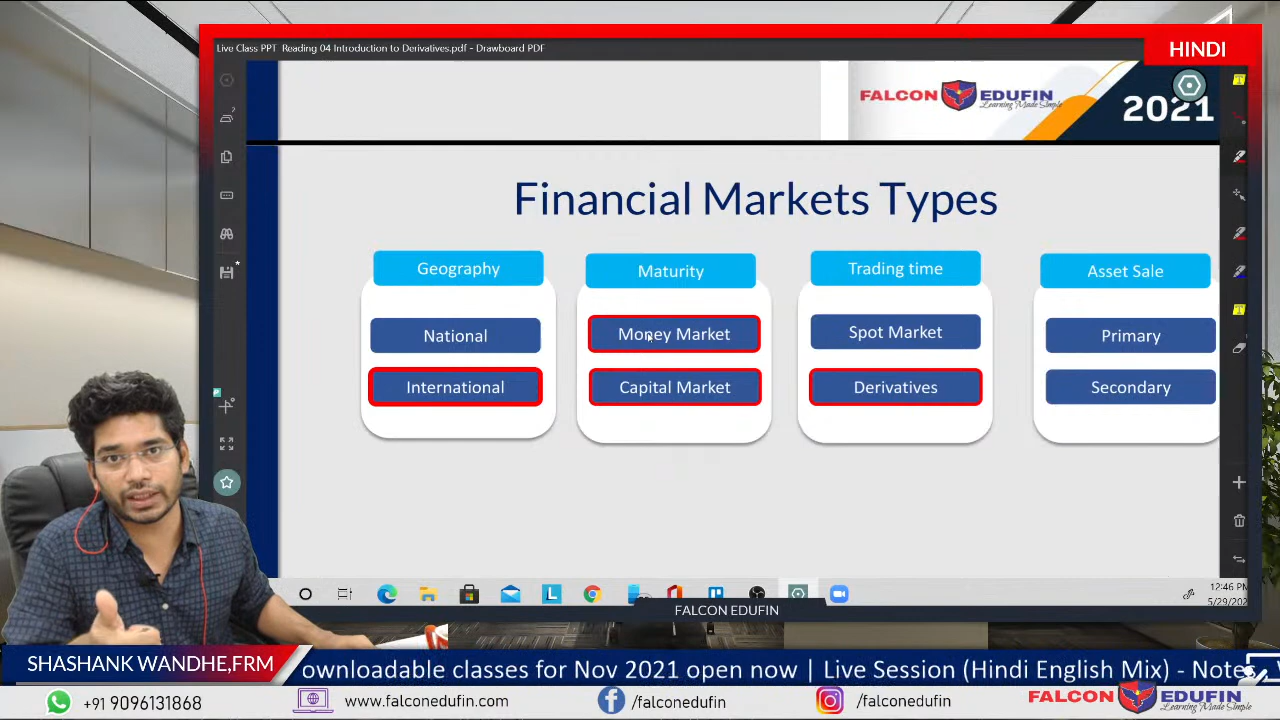 Live Class PPT Reading 04 Introduction to Derivatives.pdf - Drawboard PDF
HINDI
FALCON EDUFIN
Learning Made Simple
2021
Financial Markets Types
Geography
National
International
Maturity
Money Market
Capital Market
Trading time
Spot Market
Derivatives
Asset Sale
Primary
Secondary
12:46 PM
5/29/202
FALCON EDUFIN
SHASHANK WANDHE,FRM
ownloadable classes for Nov 2021 open now | Live Session (Hindi English Mix) - Notes
+91 9096131868
www.falconedufin.com
/falconedufin
/falconedufin
FALCON EDUFIN
Learning Made Simple